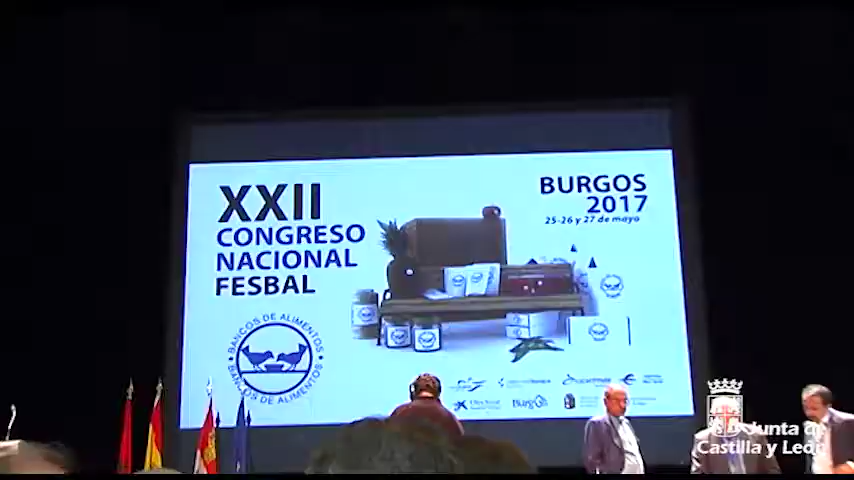 XXII
CONGRESO
NACIONAL
FESBAL
BURGOS
2017
25-26 y 27 de mayo
BANCOS DE ALIMENTOS
BANCOS DE ALIMENTOS
Junta de
Castilla y León